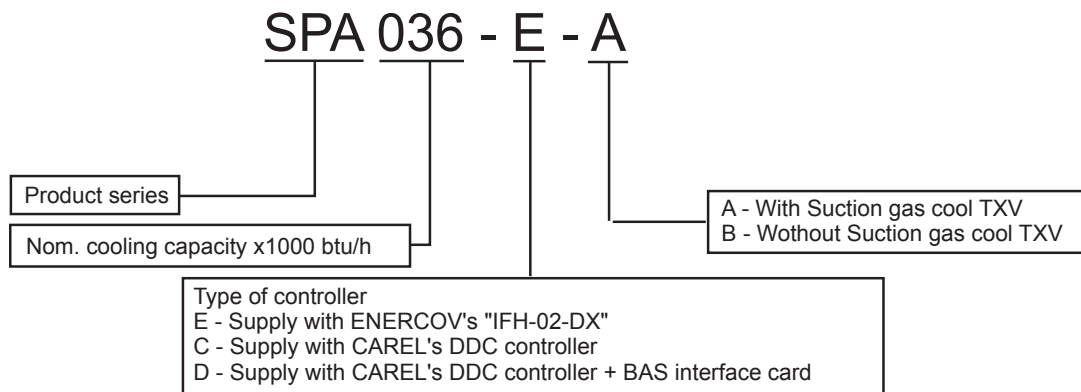 SPA 036 - E - A
Product series
Nom. cooling capacity x1000 btu/h
A - With Suction gas cool TXV
B - Wothout Suction gas cool TXV
Type of controller
E - Supply with ENERCOV's "IFH-02-DX"
C - Supply with CAREL's DDC controller
D - Supply with CAREL's DDC controller + BAS interface card